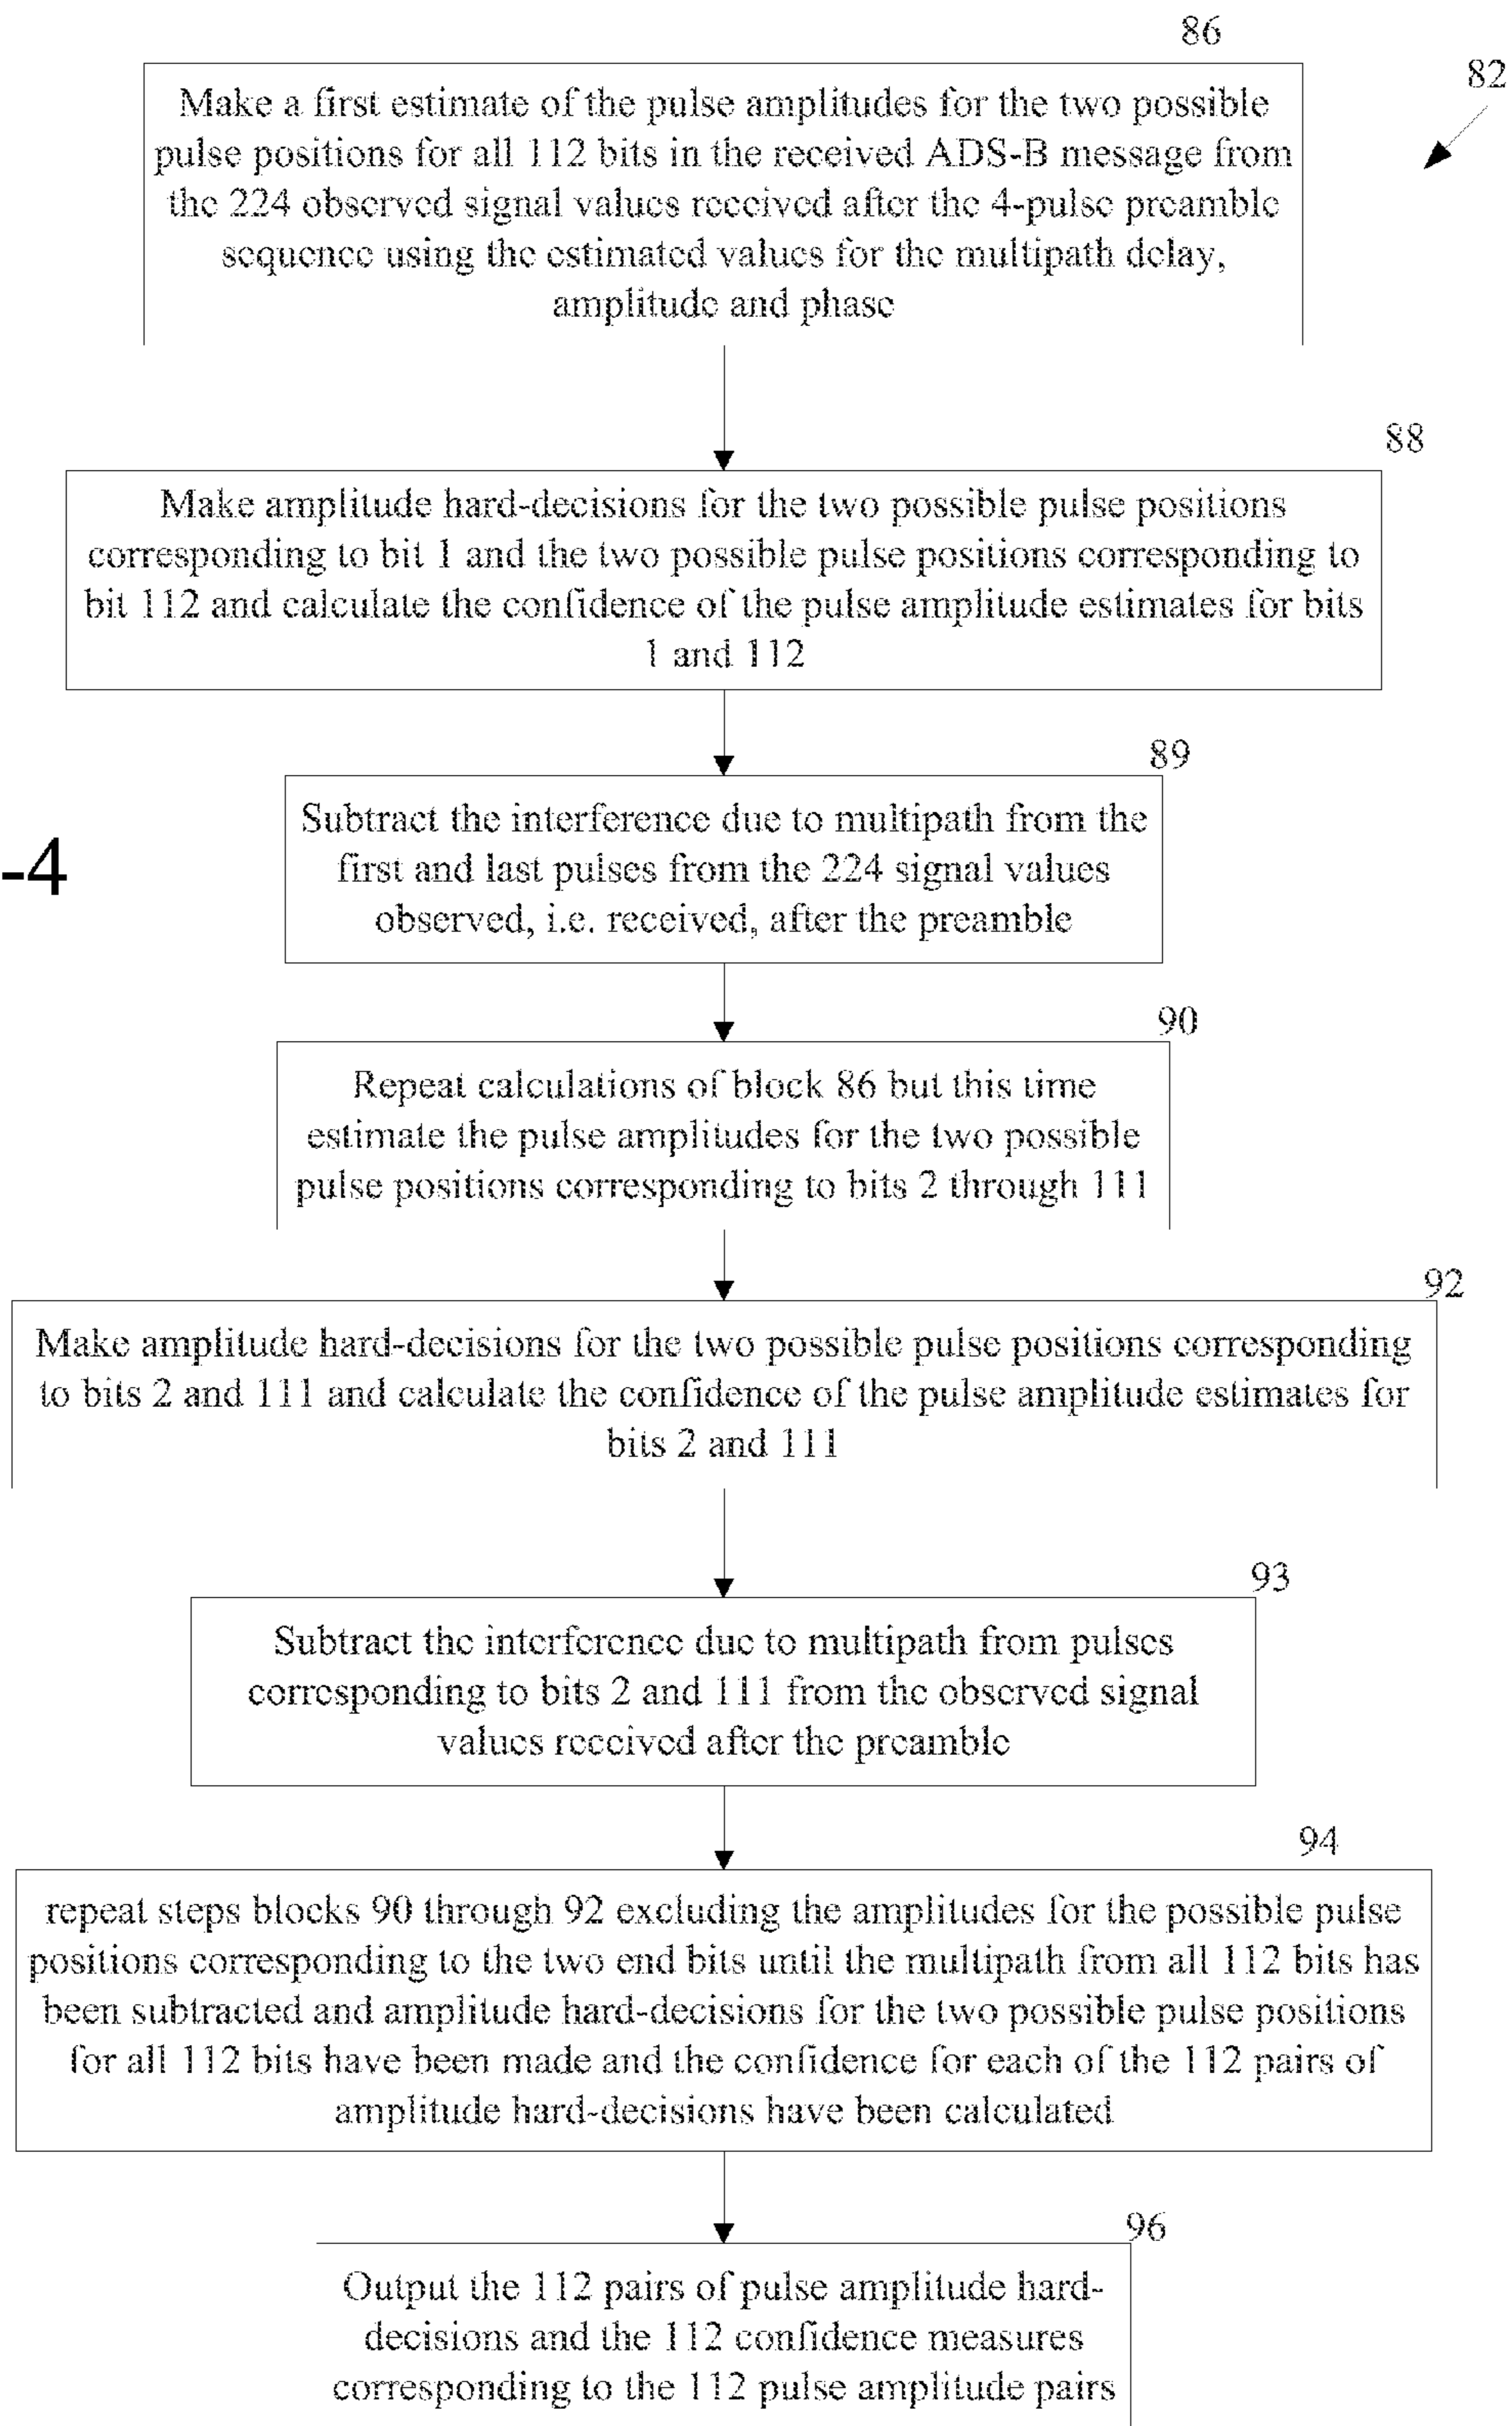 86
82
Make a first estimate of the pulse amplitudes for the two possible
pulse positions for all 112 bits in the received ADS-B message from
the 224 observed signal values received after the 4-pulse preamble
sequence using the estimated values for the multipath delay,
amplitude and phase
88
Make amplitude hard-decisions for the two possible pulse positions
corresponding to bit 1 and the two possible pulse positions corresponding to
bit 112 and calculate the confidence of the pulse amplitude estimates for bits
1 and 112
89
Subtract the interference due to multipath from the
first and last pulses from the 224 signal values
observed, i.e. received, after the preamble
-4
90
Repeat calculations of block 86 but this time
estimate the pulse amplitudes for the two possible
pulse positions corresponding to bits 2 through 111
92
Make amplitude hard-decisions for the two possible pulse positions corresponding
to bits 2 and 111 and calculate the confidence of the pulse amplitude estimates for
bits 2 and 111
93
Subtract the interference due to multipath from pulses
corresponding to bits 2 and 111 from the observed signal
values received after the preamble
94
repeat steps blocks 90 through 92 excluding the amplitudes for the possible pulse
positions corresponding to the two end bits until the multipath from all 112 bits has
been subtracted and amplitude hard-decisions for the two possible pulse positions
for all 112 bits have been made and the confidence for each of the 112 pairs of
amplitude hard-decisions have been calculated
96
Output the 112 pairs of pulse amplitude hard-
decisions and the 112 confidence measures
corresponding to the 112 pulse amplitude pairs